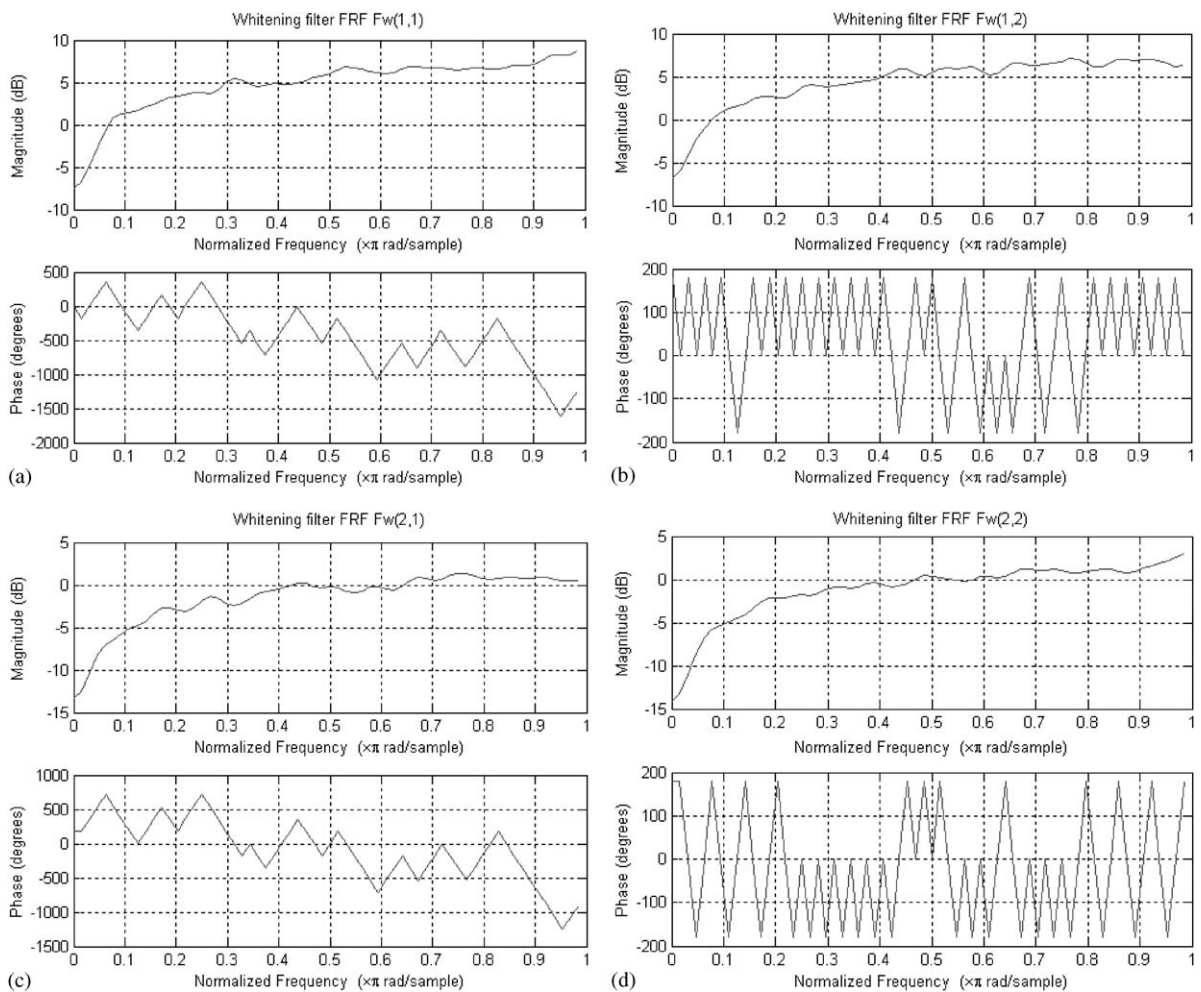 Whitening filter FRF Fw(1,1)
10
5
0
-5
-10
Magnitude (dB)
0 0.1 0.2 0.3 0.4 0.5 0.6 0.7 0.8 0.9 1
Normalized Frequency (×π rad/sample)
500
0
-500
-1000
-1500
2000
Phase (degrees)
0 0.1 0.2 0.3 0.4 0.5 0.6 0.7 0.8 0.9 1
Normalized Frequency (×π rad/sample)
(a)
Whitening filter FRF Fw(1,2)
10
5
0
-5
-10
Magnitude (dB)
0 0.1 0.2 0.3 0.4 0.5 0.6 0.7 0.8 0.9 1
Normalized Frequency (×π rad/sample)
200
100
0
-100
-200
Phase (degrees)
0 0.1 0.2 0.3 0.4 0.5 0.6 0.7 0.8 0.9 1
Normalized Frequency (×π rad/sample)
(b)
Whitening filter FRF Fw(2,1)
5
0
-5
-10
-15
Magnitude (dB)
0 0.1 0.2 0.3 0.4 0.5 0.6 0.7 0.8 0.9 1
Normalized Frequency (×π rad/sample)
1000
500
0
-500
-1000
-1500
Phase (degrees)
0 0.1 0.2 0.3 0.4 0.5 0.6 0.7 0.8 0.9 1
Normalized Frequency (×π rad/sample)
(c)
Whitening filter FRF Fw(2,2)
5
0
-5
-10
-15
Magnitude (dB)
0 0.1 0.2 0.3 0.4 0.5 0.6 0.7 0.8 0.9 1
Normalized Frequency (×π rad/sample)
200
100
0
-100
-200
Phase (degrees)
0 0.1 0.2 0.3 0.4 0.5 0.6 0.7 0.8 0.9 1
Normalized Frequency (×π rad/sample)
(d)